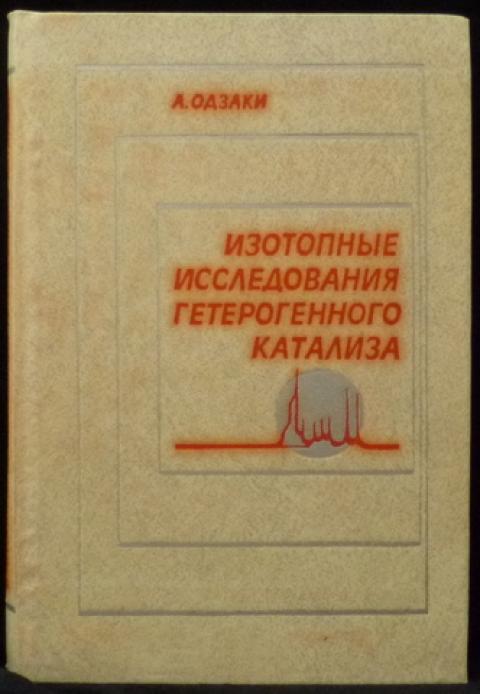 А. ОДЗАКИ
ИЗОТОПНЫЕ
ИССЛЕДОВАНИЯ
ГЕТЕРОГЕННОГО
КАТАЛИЗА